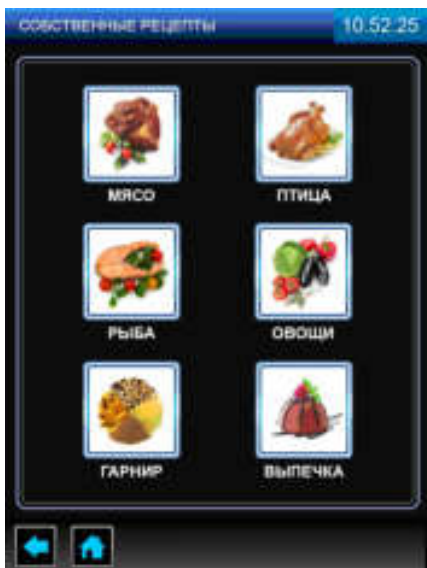 СОБСТВЕННЫЕ РЕЦЕПТЫ 10.52.25
МЯСО ПТИЦА
РЫБА ОВОЩИ
ГАРНИР ВЫПЕЧКА